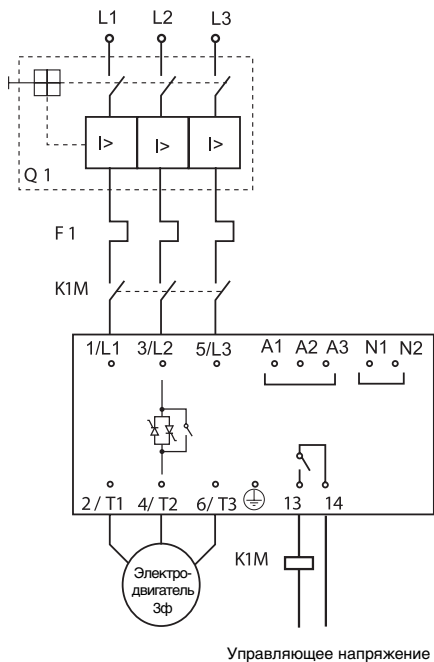 L1 L2 L3
I> I> I>
Q 1
F 1
K1M
1/L1 3/L2 5/L3 A1 A2 A3 N1 N2
2 / T1 4/ T2 6/ T3 13 14
K1M
Электро-
двигатель
3ф
Управляющее напряжение